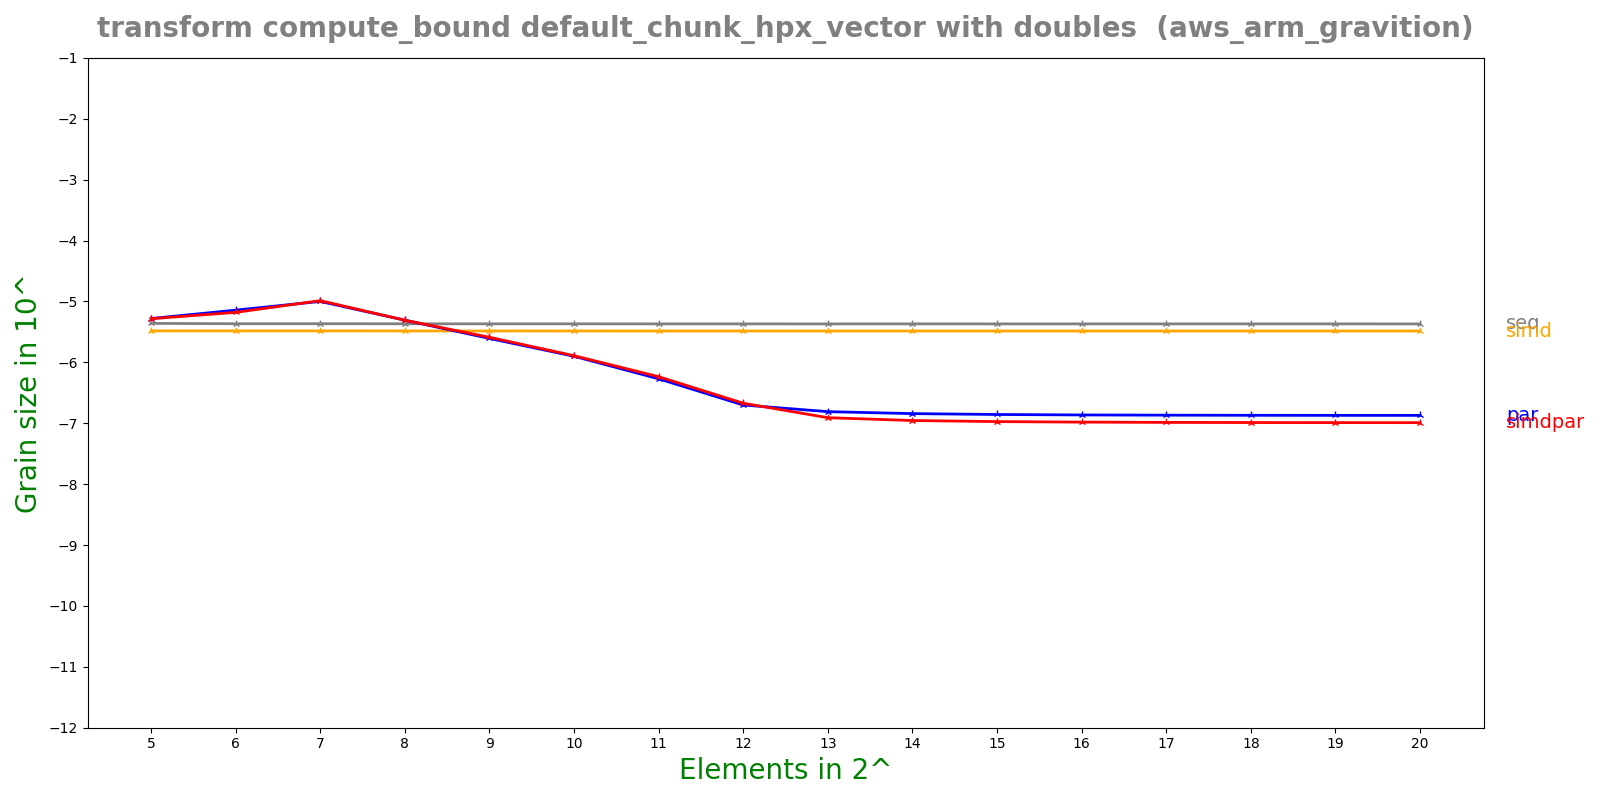 transform compute_bound default_chunk_hpx_vector with doubles  (aws_arm_gravition)
Grain size in 10^
−1
−2
−3
−4
−5
−6
−7
−8
−9
−10
−11
−12
seq
simd
par
simdpar
5 6 7 8 9 10 11 12 13 14 15 16 17 18 19 20
Elements in 2^